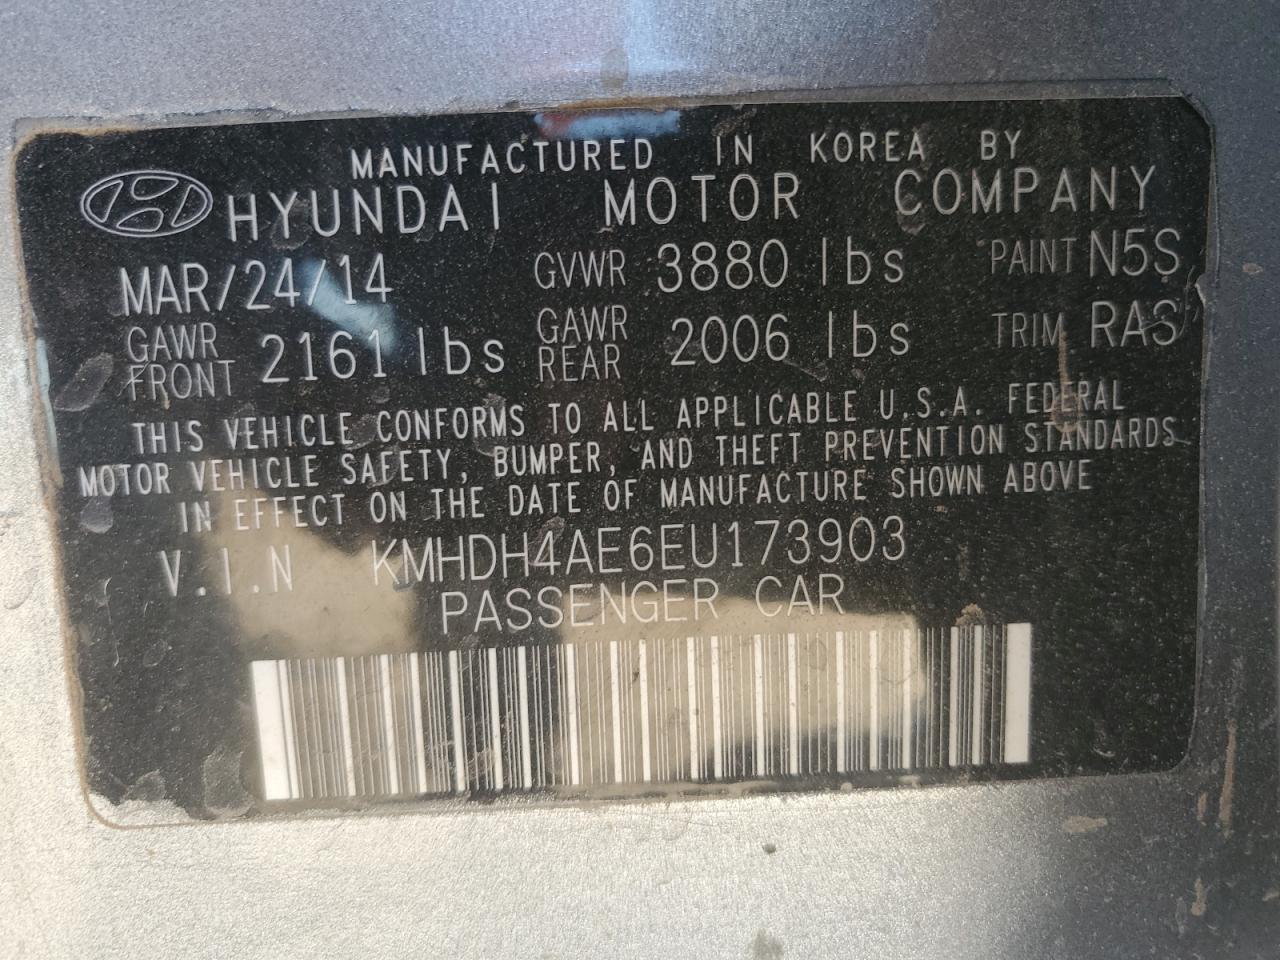 MANUFACTURED IN KOREA BY
HYUNDAI MOTOR COMPANY
MAR/24/14 GVWR 3880 lbs PAINT N5S
GAWR FRONT 2161 lbs GAWR REAR 2006 lbs TRIM RAS
THIS VEHICLE CONFORMS TO ALL APPLICABLE U.S.A. FEDERAL
MOTOR VEHICLE SAFETY, BUMPER, AND THEFT PREVENTION STANDARDS
IN EFFECT ON THE DATE OF MANUFACTURE SHOWN ABOVE
V.I.N KMHDH4AE6EU173903
PASSENGER CAR